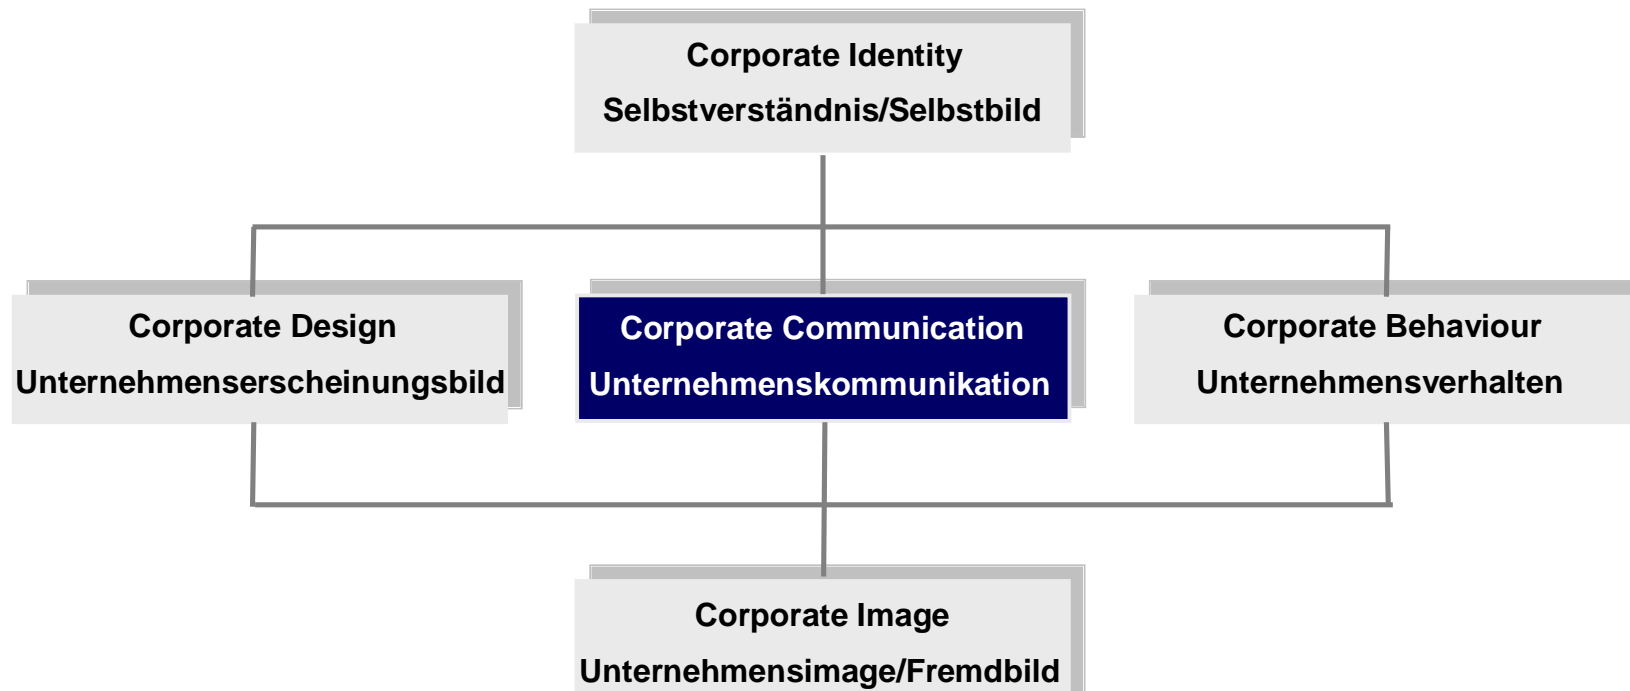 Corporate Identity
Selbstverständnis/Selbstbild
Corporate Design
Unternehmenserscheinungsbild
Corporate Communication
Unternehmenskommunikation
Corporate Behaviour
Unternehmensverhalten
Corporate Image
Unternehmensimage/Fremdbild